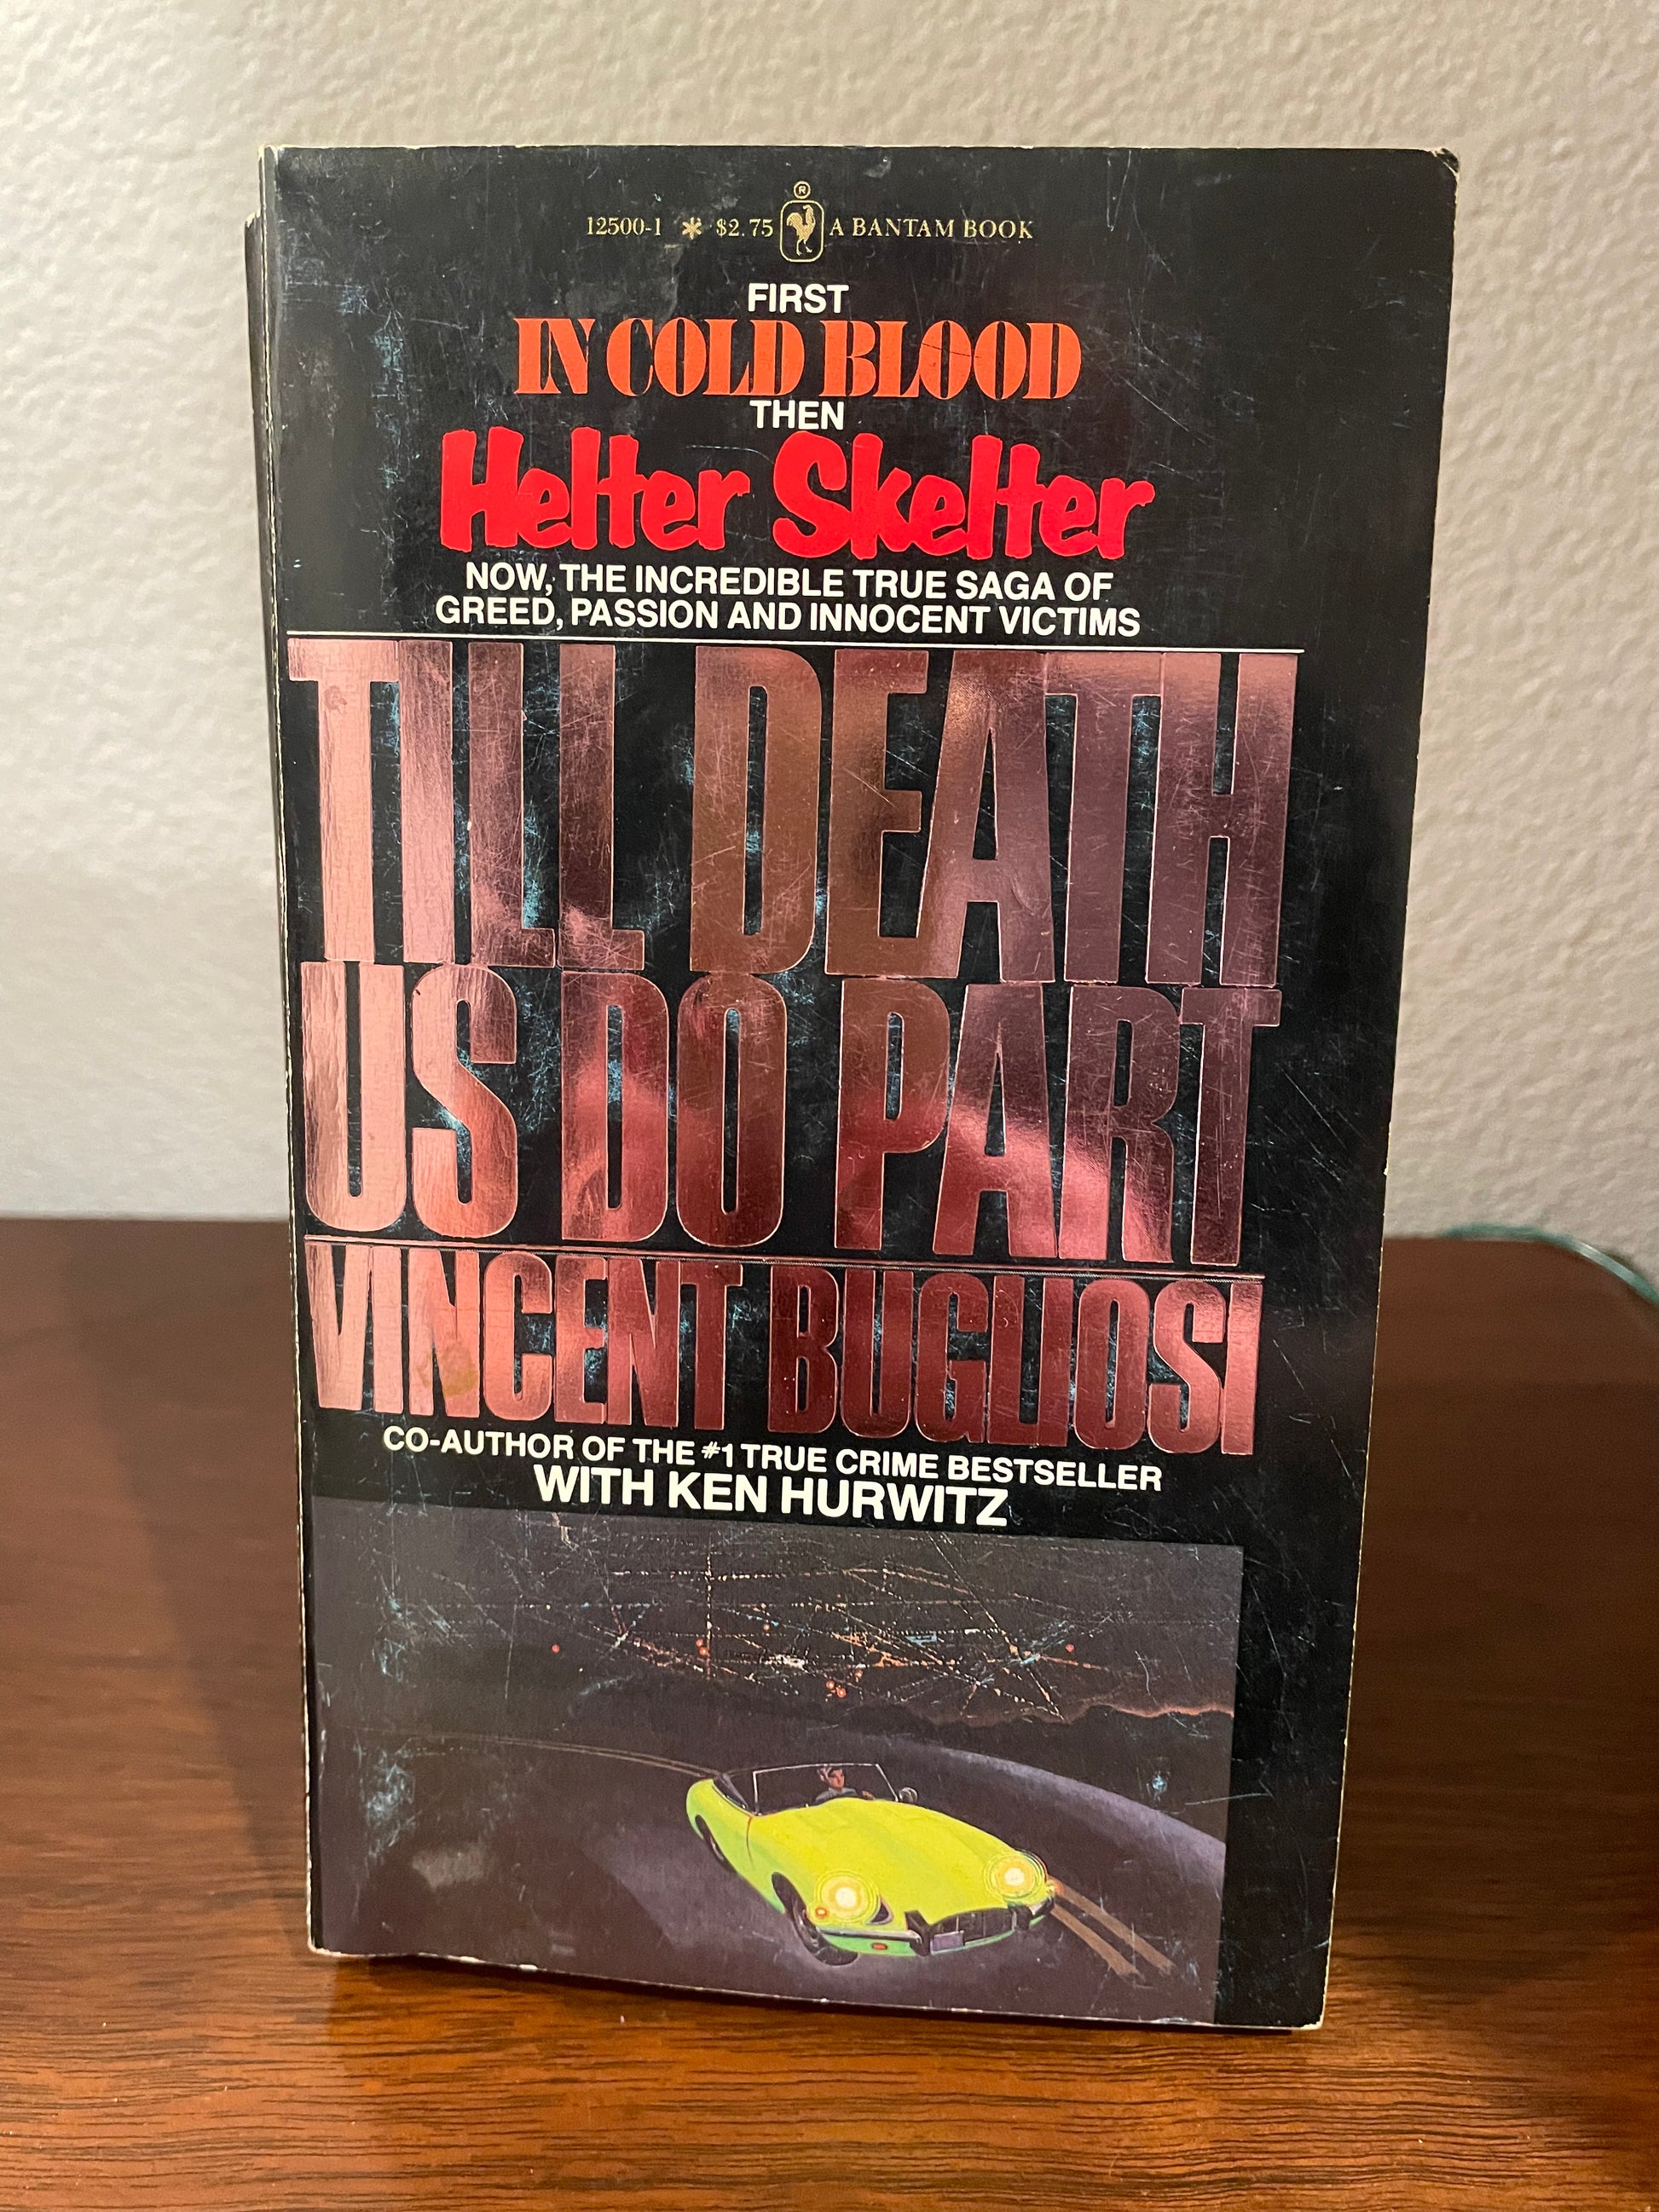 ®
12500-1 * $2.75 A BANTAM BOOK
FIRST
IN COLD BLOOD
THEN
Helter Skelter
NOW, THE INCREDIBLE TRUE SAGA OF
GREED, PASSION AND INNOCENT VICTIMS
TILL DEATH
US DO PART
VINCENT BUGLIOSI
CO-AUTHOR OF THE #1 TRUE CRIME BESTSELLER
WITH KEN HURWITZ